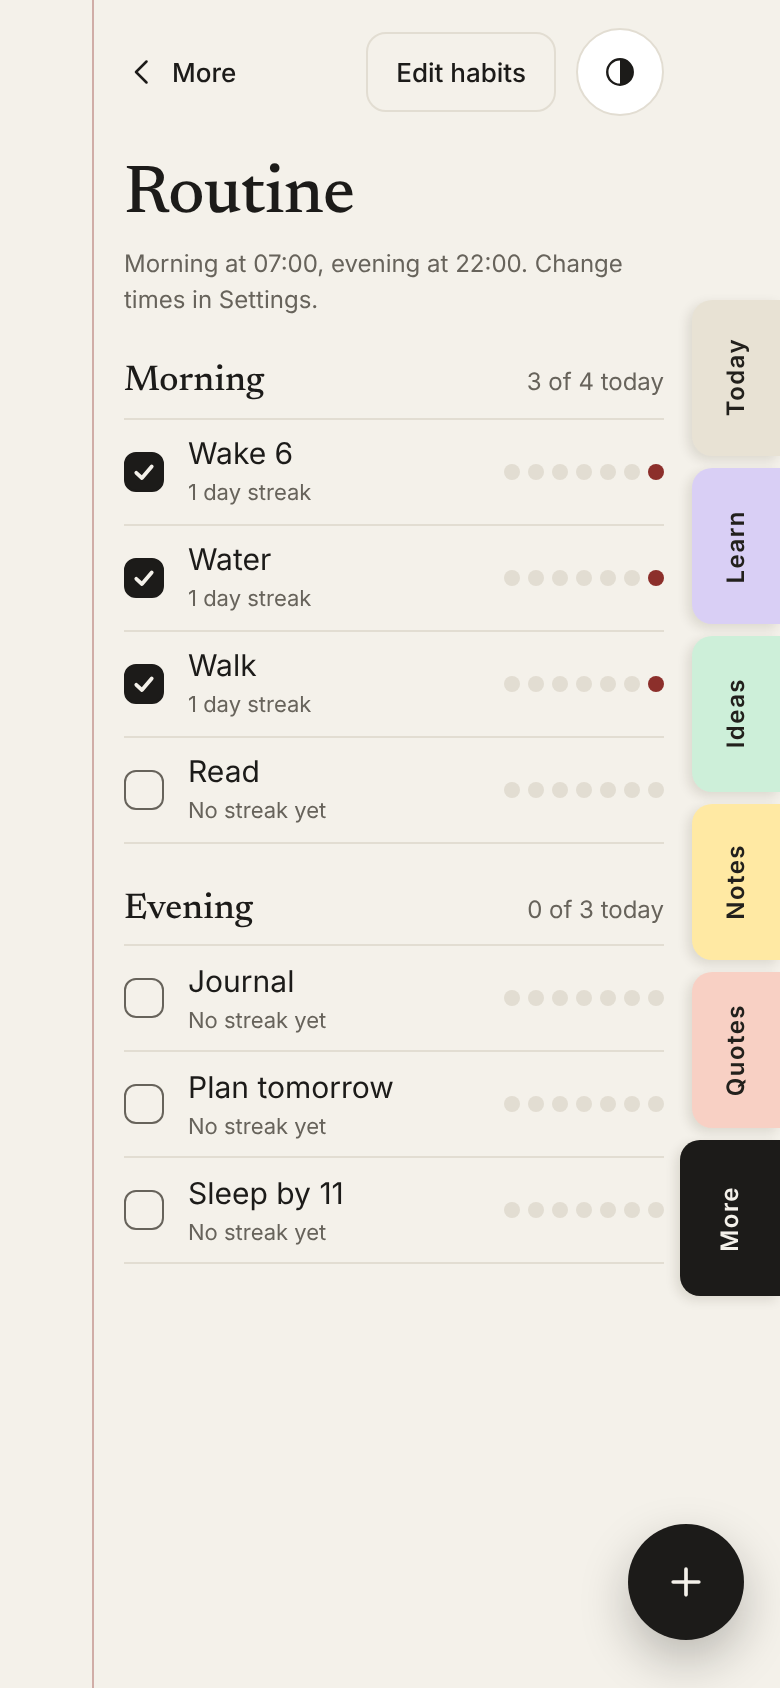 More
Edit habits
Routine
Morning at 07:00, evening at 22:00. Change
times in Settings.
Morning
3 of 4 today
Wake 6
1 day streak
Water
1 day streak
Walk
1 day streak
Read
No streak yet
Evening
0 of 3 today
Journal
No streak yet
Plan tomorrow
No streak yet
Sleep by 11
No streak yet
Today
Learn
Ideas
Notes
Quotes
More